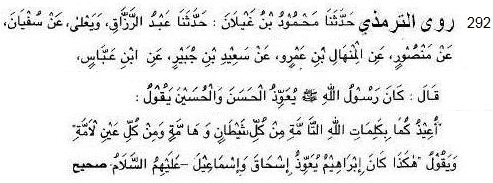 292 روى الترمذي حَدَّثَنَا مَحْمُودُ بْنُ غَيْلَانَ : حَدَّثَنَا عَبْدُ الرَّزَّاقِ، وَيَعْلَى، عَنْ سُفْيَانَ،
عَنْ مَنْصُورٍ، عَنِ الْمِنْهَالِ بْنِ عَمْرٍو، عَنْ سَعِيدِ بْنِ جُبَيْرٍ، عَنِ ابْنِ عَبَّاسٍ،
قَالَ : كَانَ رَسُولُ اللَّهِ ﷺ يُعَوِّذُ الْحَسَنَ وَالْحُسَيْنَ يَقُولُ :
"أُعِيذُ كُمَا بِكَلِمَاتِ اللَّهِ التَّا مَّةِ مِنْ كُلِّ شَيْطَانٍ وَ هَا مَّةٍ وَمِنْ كُلِّ عَيْنٍ لَامَّةٍ"
وَيَقُولُ "هَكَذَا كَانَ إِبْرَاهِيمُ يُعَوِّذُ إِسْحَاقَ وَإِسْمَاعِيلَ –عَلَيْهِمُ السَّلَامُ- صحيح